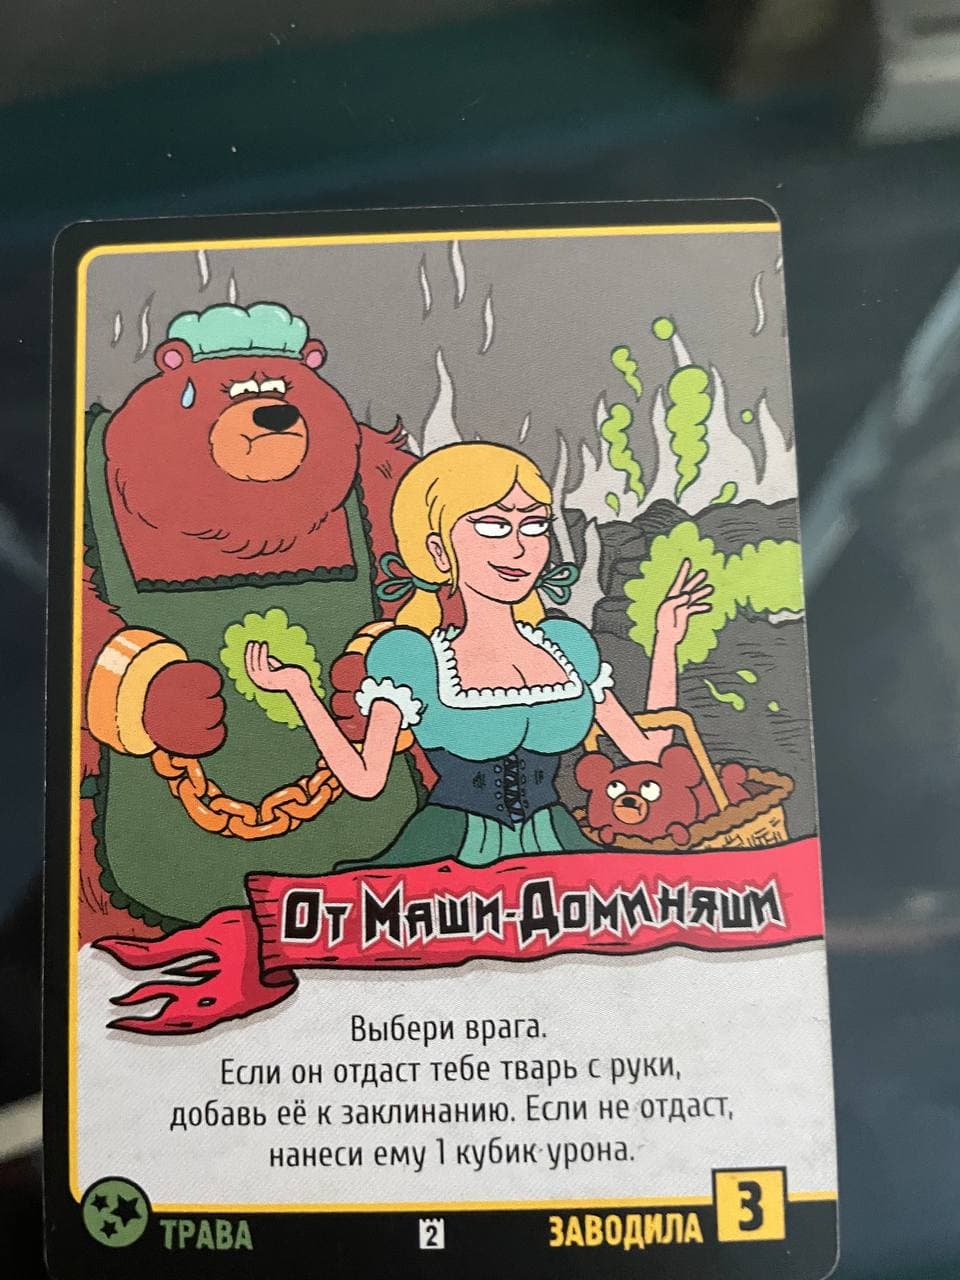 От Маши-Доминяши
Выбери врага.
Если он отдаст тебе тварь с руки,
добавь её к заклинанию. Если не отдаст,
нанеси ему 1 кубик урона.
ТРАВА 2 ЗАВОДИЛА 3